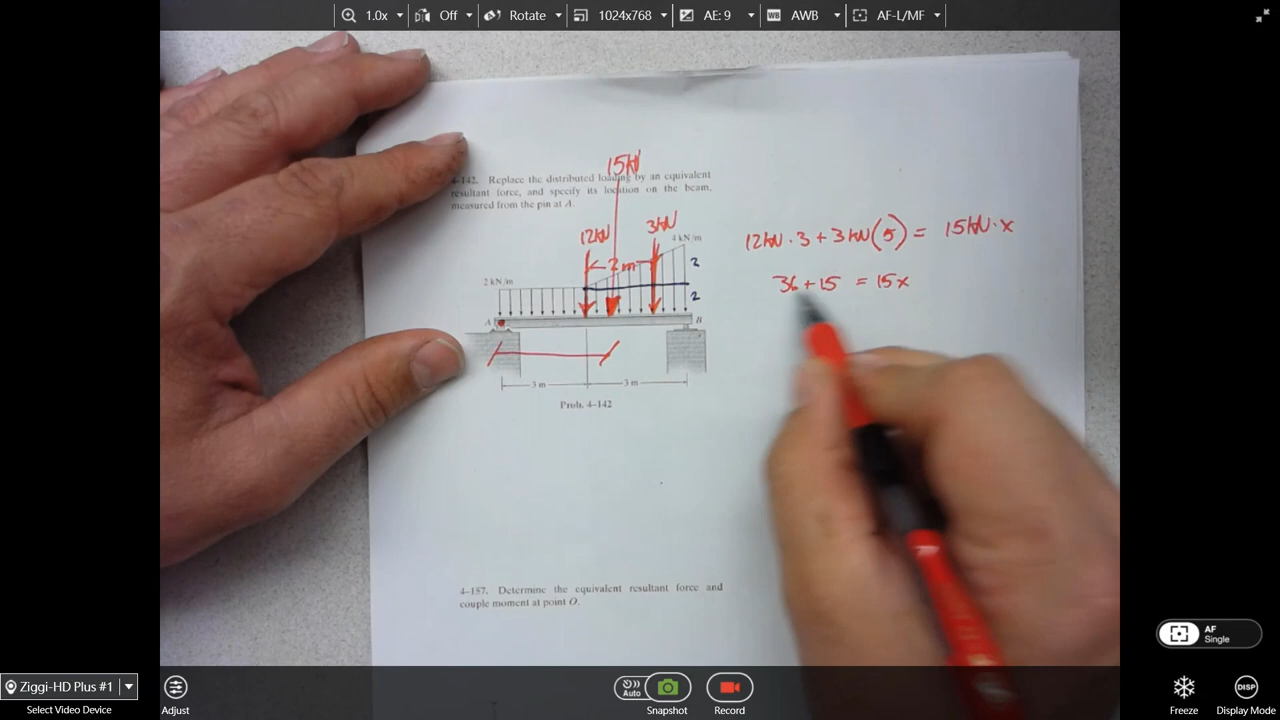 1.0x Off Rotate 1024x768 AE: 9 WB AWB AF-L/MF
15kN
4-142. Replace the distributed loading by an equivalent
resultant force, and specify its location on the beam,
measured from the pin at A.
12kN 3kN
4 kN/m
2 m
2
2 kN/m
2
A B
3 m 3 m
Prob. 4-142
12kN · 3 + 3kN(5) = 15kN · x
36 + 15 = 15x
4-157. Determine the equivalent resultant force and
couple moment at point O.
AF
Single
Ziggi-HD Plus #1
Select Video Device
Adjust
Auto
Snapshot
Record
Freeze
DISP
Display Mode